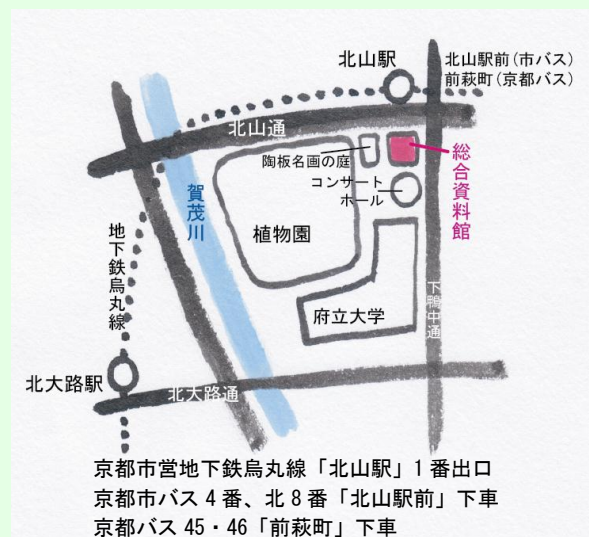 北山駅
北山駅前(市バス)
前萩町(京都バス)
北山通
陶板名画の庭
コンサート
ホール
総合資料館
賀茂川
植物園
地下鉄烏丸線
府立大学
下鴨中通
北大路駅
北大路通
京都市営地下鉄烏丸線「北山駅」1番出口
京都市バス4番、北8番「北山駅前」下車
京都バス45・46「前萩町」下車